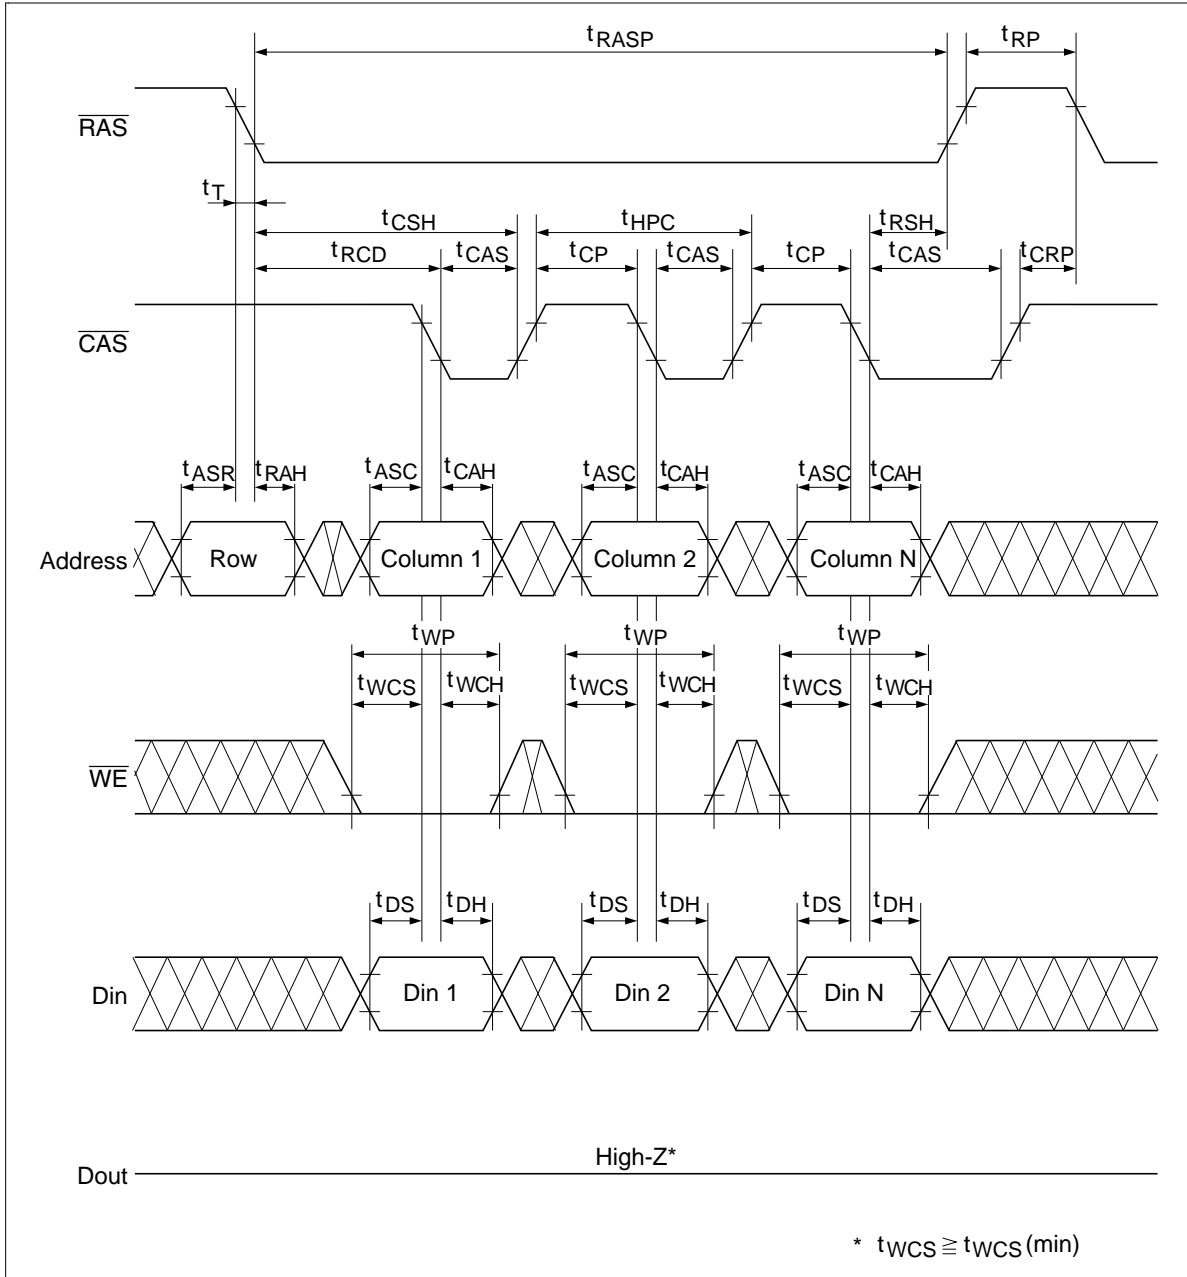 tRASP tRP
RAS
tT
tCSH tHPC tRSH
tRCD tCAS tCP tCAS tCP tCAS tCRP
CAS
tASR tRAH tASC tCAH tASC tCAH tASC tCAH
Address Row Column 1 Column 2 Column N
tWP tWP tWP
tWCS tWCH tWCS tWCH tWCS tWCH
WE
tDS tDH tDS tDH tDS tDH
Din Din 1 Din 2 Din N
High-Z*
Dout
* tWCS ≧ tWCS (min)